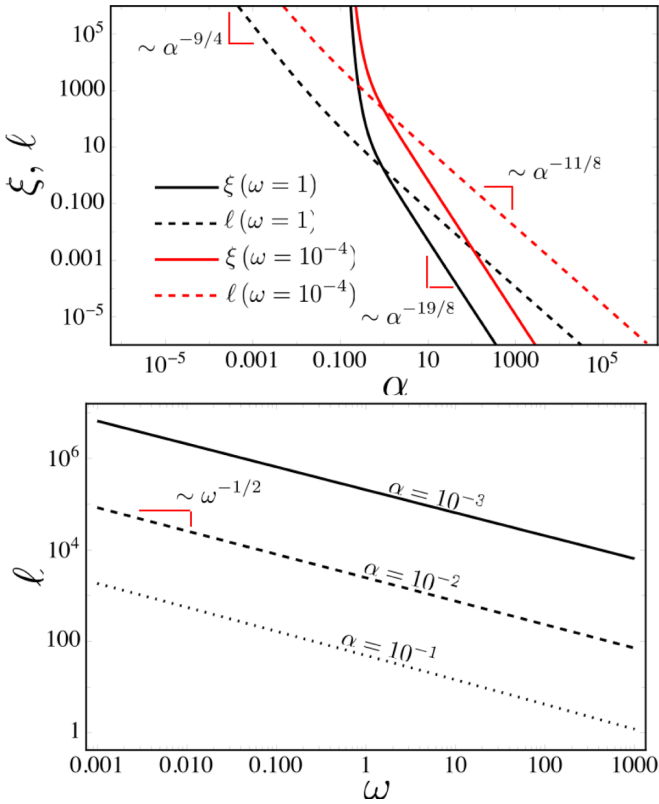 10^5
∼ α^{-9/4}
1000
10
∼ α^{-11/8}
ξ, ℓ
ξ (ω = 1)
0.100
ℓ (ω = 1)
ξ (ω = 10^{-4})
0.001
ℓ (ω = 10^{-4})
10^{-5}
∼ α^{-19/8}
10^{-5} 0.001 0.100 10 1000 10^5
α
10^6
∼ ω^{-1/2}
α = 10^{-3}
10^4
ℓ
α = 10^{-2}
100
α = 10^{-1}
1
0.001 0.010 0.100 1 10 100 1000
ω